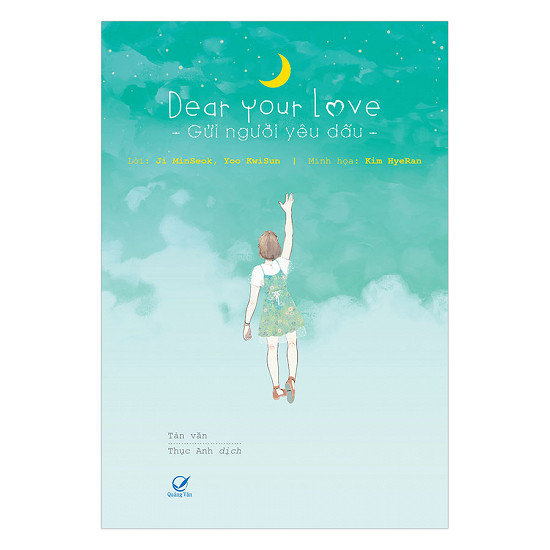 Dear your Love
- Gửi người yêu dấu -
Lời: Ji MinSeok, Yoo KwiSun | Minh họa: Kim HyeRan
Tản văn
Thục Anh dịch
Quảng Văn